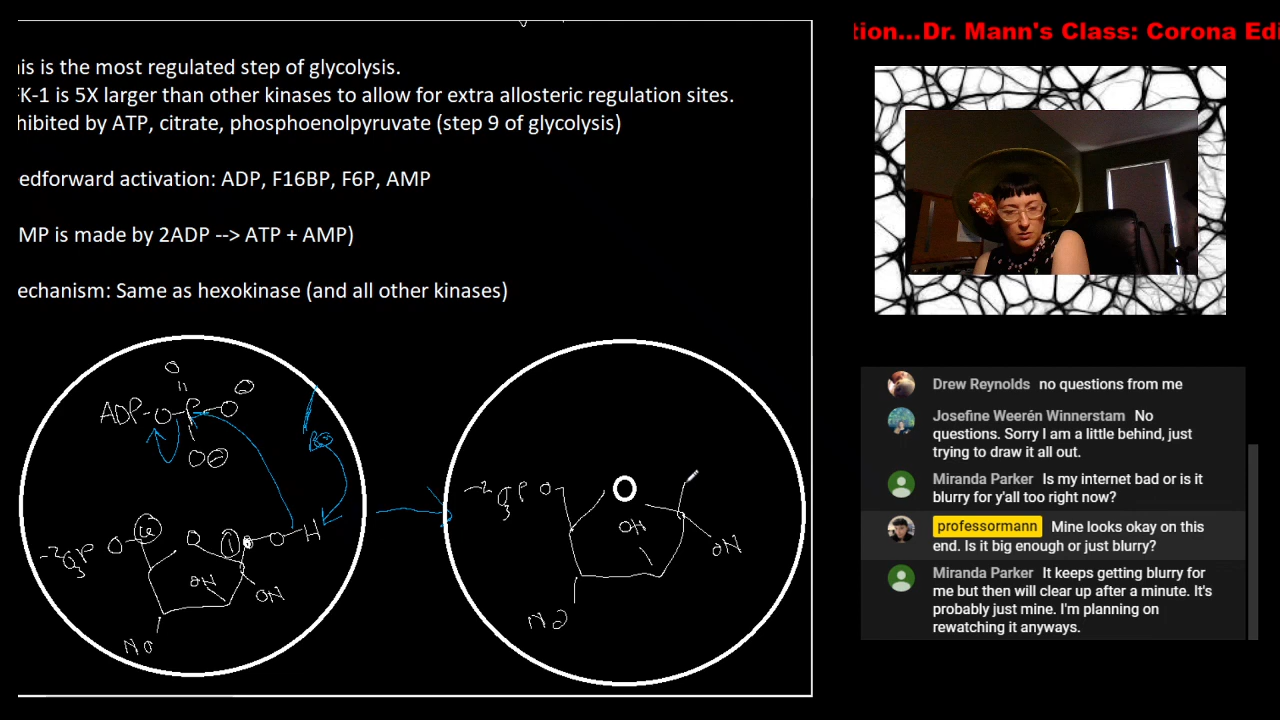 tion...Dr. Mann's Class: Corona Edi
is is the most regulated step of glycolysis.
K-1 is 5X larger than other kinases to allow for extra allosteric regulation sites.
hibited by ATP, citrate, phosphoenolpyruvate (step 9 of glycolysis)
edforward activation: ADP, F16BP, F6P, AMP
MP is made by 2ADP --> ATP + AMP)
echanism: Same as hexokinase (and all other kinases)
O
ADP-O-P-O
O
O-H
6
1
O
O
OH
OH
HO
-2O3P O
O
OH
OH
HO
Drew Reynolds no questions from me
Josefine Weerén Winnerstam No
questions. Sorry I am a little behind, just
trying to draw it all out.
Miranda Parker Is my internet bad or is it
blurry for y'all too right now?
professormann Mine looks okay on this
end. Is it big enough or just blurry?
Miranda Parker It keeps getting blurry for
me but then will clear up after a minute. It's
probably just mine. I'm planning on
rewatching it anyways.